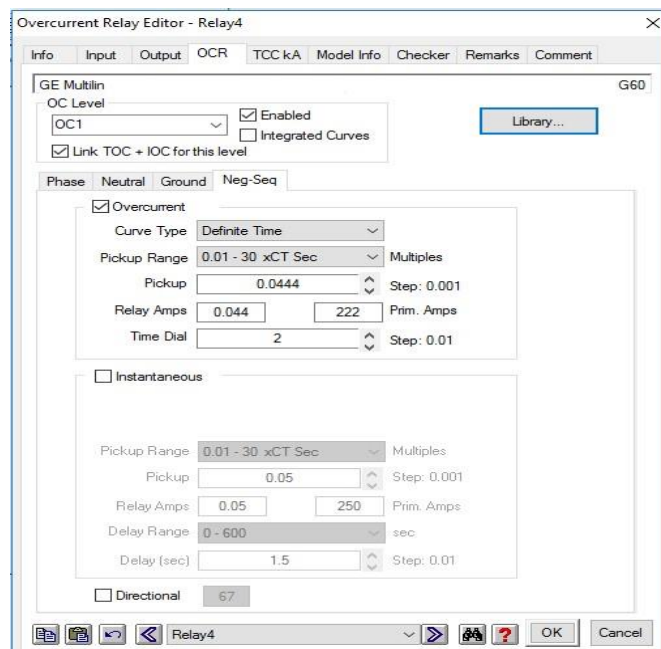 Overcurrent Relay Editor - Relay4
Info Input Output OCR TCC kA Model Info Checker Remarks Comment
GE Multilin G60
OC Level
OC1
Enabled
Integrated Curves
Library...
Link TOC + IOC for this level
Phase Neutral Ground Neg-Seq
Overcurrent
Curve Type Definite Time
Pickup Range 0.01 - 30 xCT Sec Multiples
Pickup 0.0444 Step: 0.001
Relay Amps 0.044 222 Prim. Amps
Time Dial 2 Step: 0.01
Instantaneous
Pickup Range 0.01 - 30 xCT Sec Multiples
Pickup 0.05 Step: 0.001
Relay Amps 0.05 250 Prim. Amps
Delay Range 0 - 600 sec
Delay (sec) 1.5 Step: 0.01
Directional 67
Relay4 OK Cancel